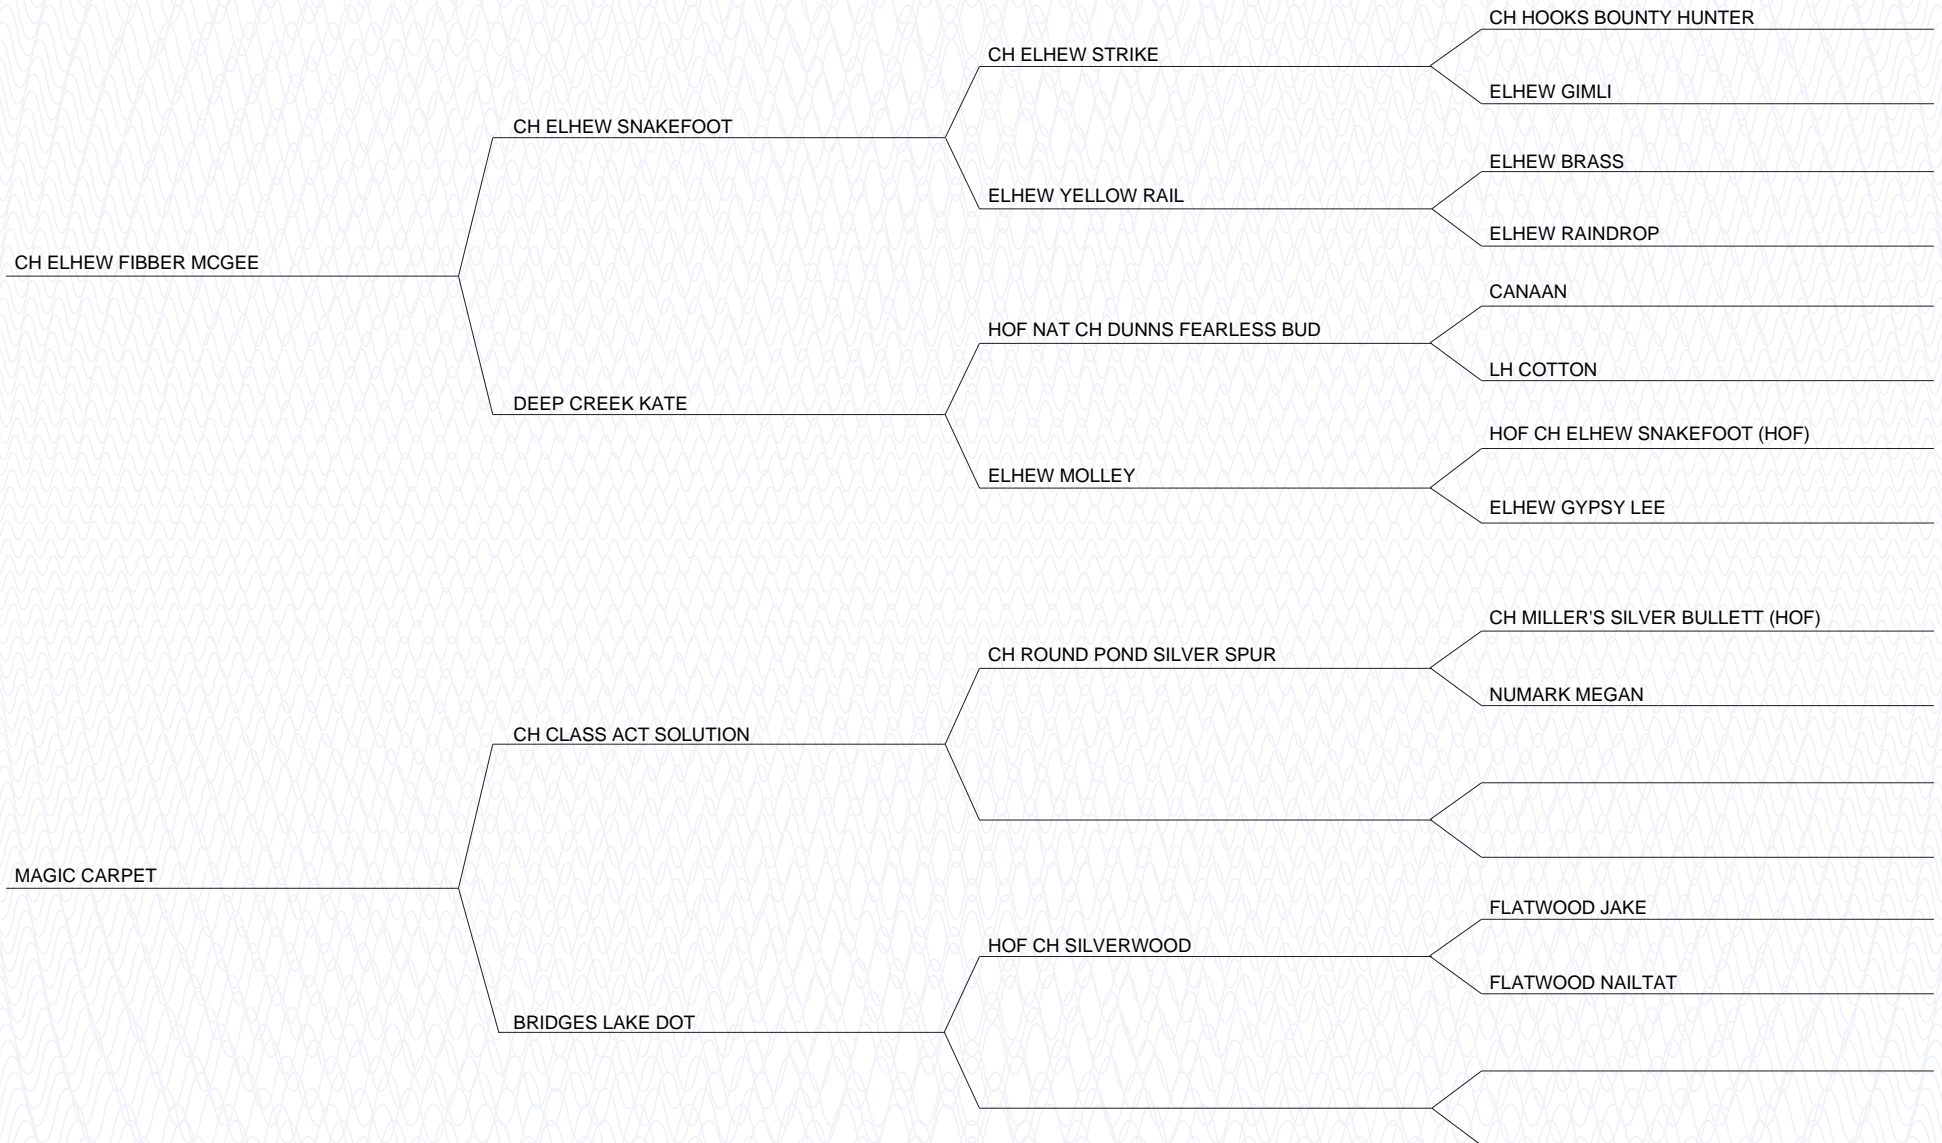 CH HOOKS BOUNTY HUNTER
CH ELHEW STRIKE
ELHEW GIMLI
CH ELHEW SNAKEFOOT
ELHEW BRASS
ELHEW YELLOW RAIL
ELHEW RAINDROP
CH ELHEW FIBBER MCGEE
CANAAN
HOF NAT CH DUNNS FEARLESS BUD
LH COTTON
DEEP CREEK KATE
HOF CH ELHEW SNAKEFOOT (HOF)
ELHEW MOLLEY
ELHEW GYPSY LEE
CH MILLER'S SILVER BULLETT (HOF)
CH ROUND POND SILVER SPUR
NUMARK MEGAN
CH CLASS ACT SOLUTION
MAGIC CARPET
FLATWOOD JAKE
HOF CH SILVERWOOD
FLATWOOD NAILTAT
BRIDGES LAKE DOT